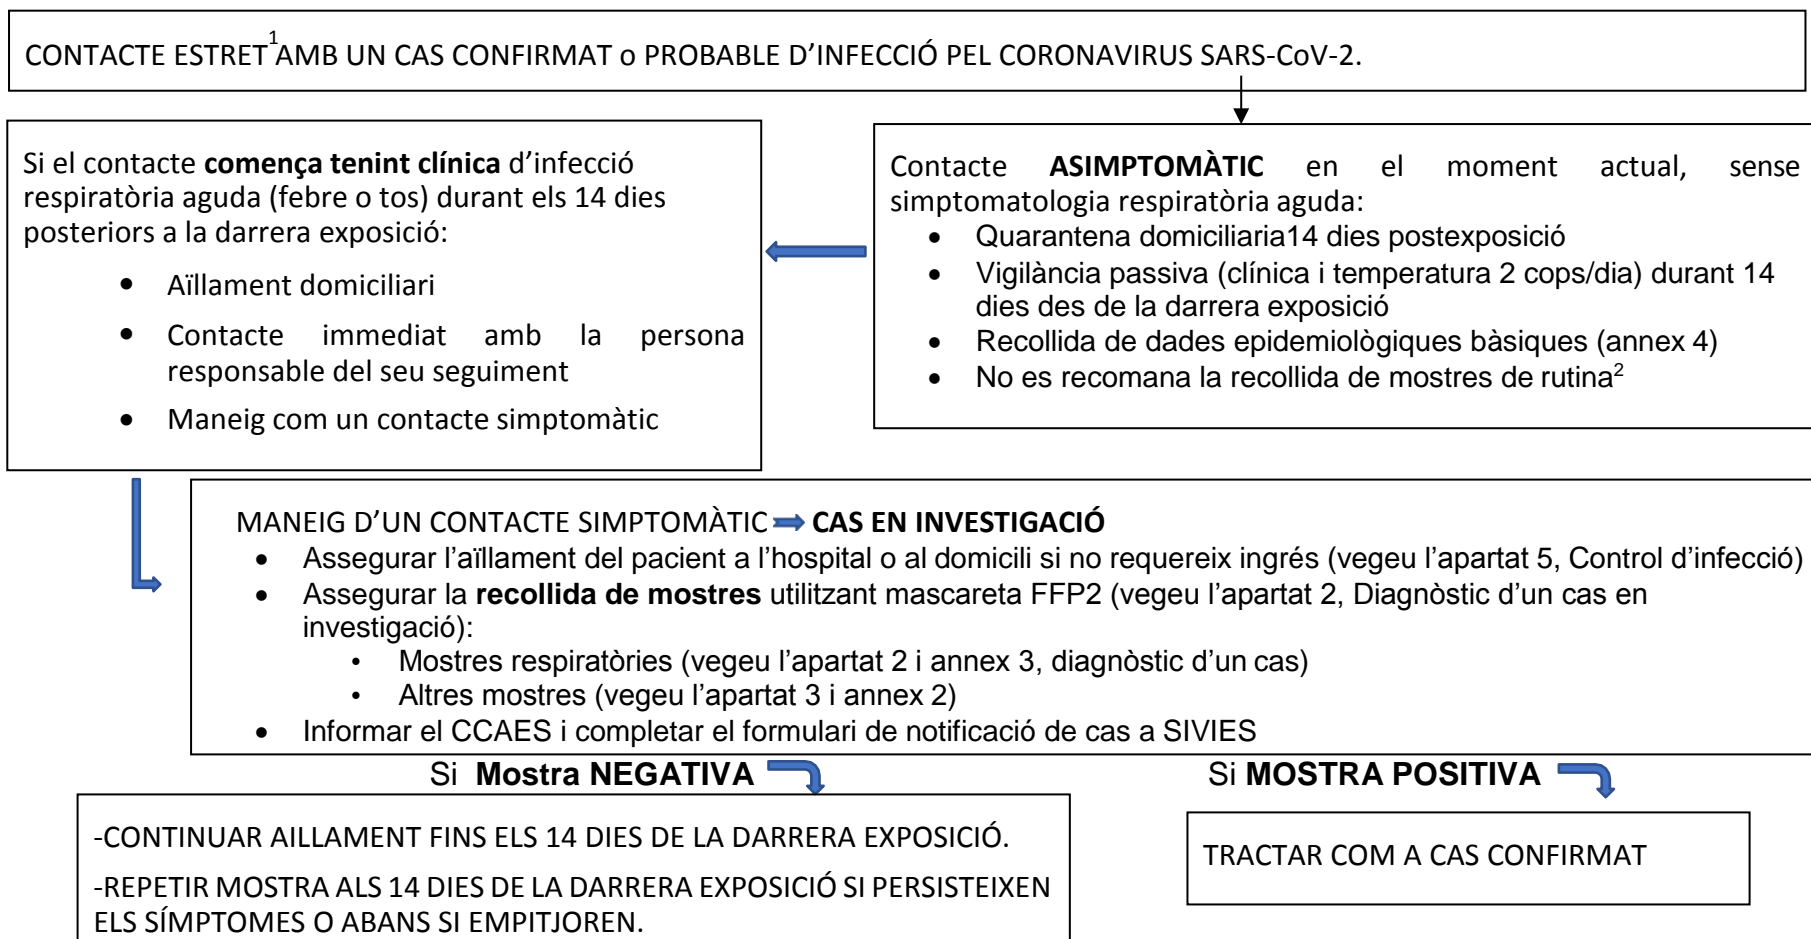 CONTACTE ESTRET¹AMB UN CAS CONFIRMAT o PROBABLE D’INFECCIÓ PEL CORONAVIRUS SARS-CoV-2.
Contacte ASIMPTOMÀTIC en el moment actual, sense
simptomatologia respiratòria aguda:
• Quarantena domiciliaria14 dies postexposició
• Vigilància passiva (clínica i temperatura 2 cops/dia) durant 14
dies des de la darrera exposició
• Recollida de dades epidemiològiques bàsiques (annex 4)
• No es recomana la recollida de mostres de rutina²
Si el contacte comença tenint clínica d’infecció
respiratòria aguda (febre o tos) durant els 14 dies
posteriors a la darrera exposició:
• Aïllament domiciliari
• Contacte immediat amb la persona
responsable del seu seguiment
• Maneig com un contacte simptomàtic
MANEIG D’UN CONTACTE SIMPTOMÀTIC CAS EN INVESTIGACIÓ
• Assegurar l’aïllament del pacient a l’hospital o al domicili si no requereix ingrés (vegeu l’apartat 5, Control d’infecció)
• Assegurar la recollida de mostres utilitzant mascareta FFP2 (vegeu l’apartat 2, Diagnòstic d’un cas en
investigació):
• Mostres respiratòries (vegeu l’apartat 2 i annex 3, diagnòstic d’un cas)
• Altres mostres (vegeu l’apartat 3 i annex 2)
• Informar el CCAES i completar el formulari de notificació de cas a SIVIES
Si Mostra NEGATIVA
-CONTINUAR AILLAMENT FINS ELS 14 DIES DE LA DARRERA EXPOSICIÓ.
-REPETIR MOSTRA ALS 14 DIES DE LA DARRERA EXPOSICIÓ SI PERSISTEIXEN
ELS SÍMPTOMES O ABANS SI EMPITJOREN.
Si MOSTRA POSITIVA
TRACTAR COM A CAS CONFIRMAT